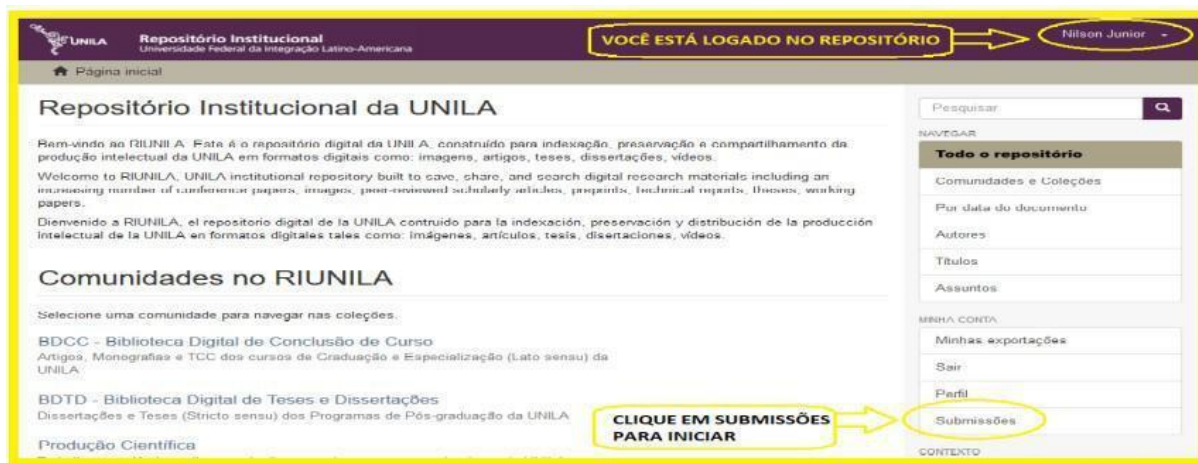 UNILA
Repositório Institucional
Universidade Federal da Integração Latino-Americana
VOCÊ ESTÁ LOGADO NO REPOSITÓRIO
Nilson Junior
Página inicial
Repositório Institucional da UNILA
Bem-vindo ao RIUNILA. Este é o repositório digital da UNILA, construído para indexação, preservação e compartilhamento da
produção intelectual da UNILA em formatos digitais como: imagens, artigos, teses, dissertações, vídeos.
Welcome to RIUNILA, UNILA institutional repository built to save, share, and search digital research materials including an
increasing number of conference papers, images, peer-reviewed scholarly articles, preprints, technical reports, theses, working
papers.
Bienvenido a RIUNILA, el repositorio digital de la UNILA contruido para la indexación, preservación y distribución de la producción
intelectual de la UNILA en formatos digitales tales como: imágenes, artículos, tesis, disertaciones, vídeos.
Comunidades no RIUNILA
Selecione uma comunidade para navegar nas coleções.
BDCC - Biblioteca Digital de Conclusão de Curso
Artigos, Monografias e TCC dos cursos de Graduação e Especialização (Lato sensu) da
UNILA
BDTD - Biblioteca Digital de Teses e Dissertações
Dissertações e Teses (Stricto sensu) dos Programas de Pós-graduação da UNILA
Produção Científica
CLIQUE EM SUBMISSÕES
PARA INICIAR
Pesquisar
NAVEGAR
Todo o repositório
Comunidades e Coleções
Por data do documento
Autores
Títulos
Assuntos
MINHA CONTA
Minhas exportações
Sair
Perfil
Submissões
CONTEXTO